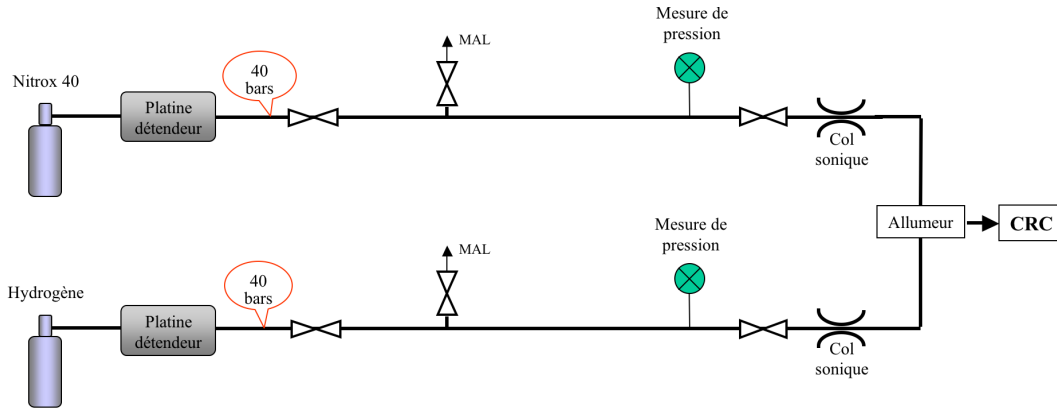 Nitrox 40
Platine
détendeur
40
bars
MAL
Mesure de
pression
Col
sonique
Allumeur
CRC
Hydrogène
Platine
détendeur
40
bars
MAL
Mesure de
pression
Col
sonique